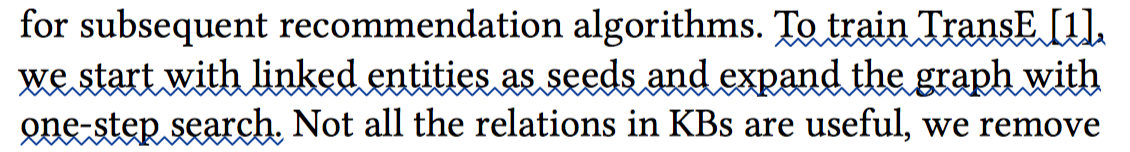 for subsequent recommendation algorithms. To train TransE [1],
we start with linked entities as seeds and expand the graph with
one-step search. Not all the relations in KBs are useful, we remove